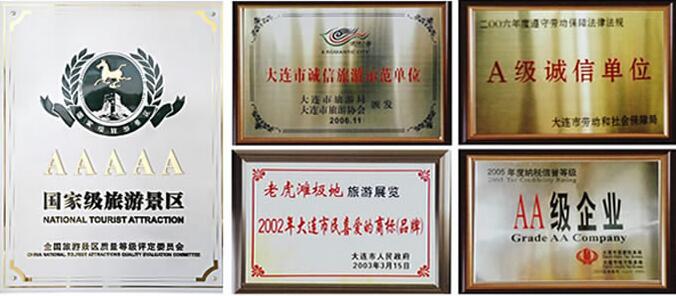 AAAAA
国家级旅游景区
NATIONAL TOURIST ATTRACTION
全国旅游景区质量等级评定委员会
CHINA NATIONAL TOURIST ATTRACTIONS QUALITY EVALUATION COMMITTEE
A ROMANTIC CITY
大连市诚信旅游示范单位
大连市旅游局
大连市旅游协会
颁发
2006.11
二〇〇六年度遵守劳动保障法律法规
A级诚信单位
大连市劳动和社会保障局
老虎滩极地 旅游展览
2002年大连市民喜爱的商标(品牌)
大连市人民政府
2003年3月15日
2005 年度纳税信誉等级
2005 Tax Credibility Rating
AA级企业
Grade AA Company